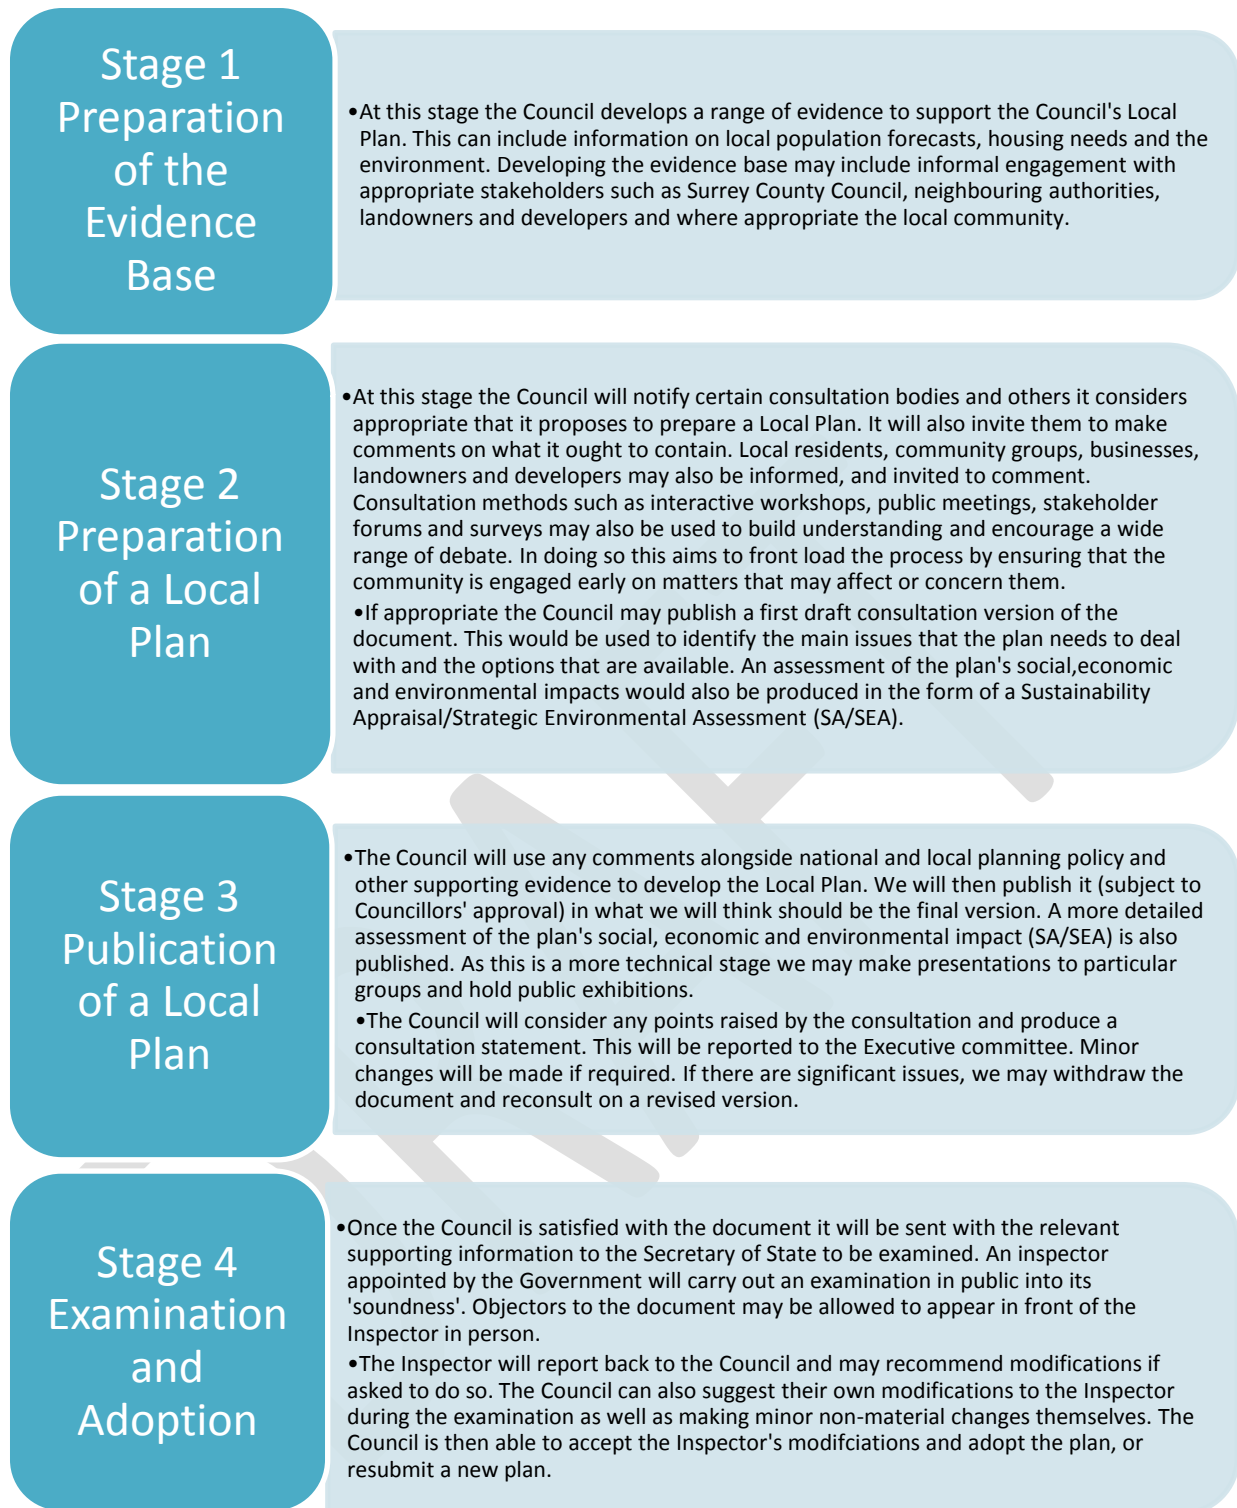 Stage 1
Preparation
of the
Evidence
Base
•At this stage the Council develops a range of evidence to support the Council's Local
Plan. This can include information on local population forecasts, housing needs and the
environment. Developing the evidence base may include informal engagement with
appropriate stakeholders such as Surrey County Council, neighbouring authorities,
landowners and developers and where appropriate the local community.
Stage 2
Preparation
of a Local
Plan
•At this stage the Council will notify certain consultation bodies and others it considers
appropriate that it proposes to prepare a Local Plan. It will also invite them to make
comments on what it ought to contain. Local residents, community groups, businesses,
landowners and developers may also be informed, and invited to comment.
Consultation methods such as interactive workshops, public meetings, stakeholder
forums and surveys may also be used to build understanding and encourage a wide
range of debate. In doing so this aims to front load the process by ensuring that the
community is engaged early on matters that may affect or concern them.
•If appropriate the Council may publish a first draft consultation version of the
document. This would be used to identify the main issues that the plan needs to deal
with and the options that are available. An assessment of the plan's social,economic
and environmental impacts would also be produced in the form of a Sustainability
Appraisal/Strategic Environmental Assessment (SA/SEA).
Stage 3
Publication
of a Local
Plan
•The Council will use any comments alongside national and local planning policy and
other supporting evidence to develop the Local Plan. We will then publish it (subject to
Councillors' approval) in what we will think should be the final version. A more detailed
assessment of the plan's social, economic and environmental impact (SA/SEA) is also
published. As this is a more technical stage we may make presentations to particular
groups and hold public exhibitions.
•The Council will consider any points raised by the consultation and produce a
consultation statement. This will be reported to the Executive committee. Minor
changes will be made if required. If there are significant issues, we may withdraw the
document and reconsult on a revised version.
Stage 4
Examination
and
Adoption
•Once the Council is satisfied with the document it will be sent with the relevant
supporting information to the Secretary of State to be examined. An inspector
appointed by the Government will carry out an examination in public into its
'soundness'. Objectors to the document may be allowed to appear in front of the
Inspector in person.
•The Inspector will report back to the Council and may recommend modifications if
asked to do so. The Council can also suggest their own modifications to the Inspector
during the examination as well as making minor non-material changes themselves. The
Council is then able to accept the Inspector's modifciations and adopt the plan, or
resubmit a new plan.